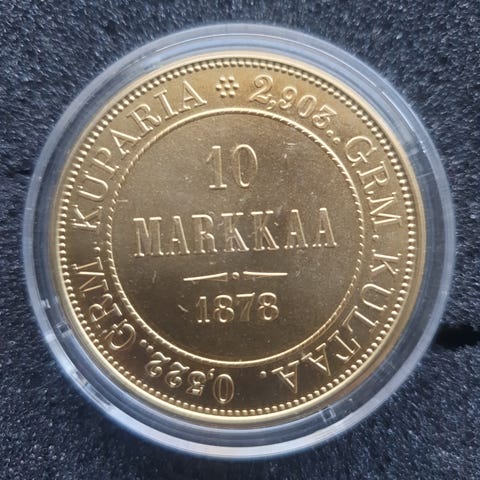 10
MARKKAA
1878
2,903. GRM. KULTAA.
0,322. GRM. KUPARIA